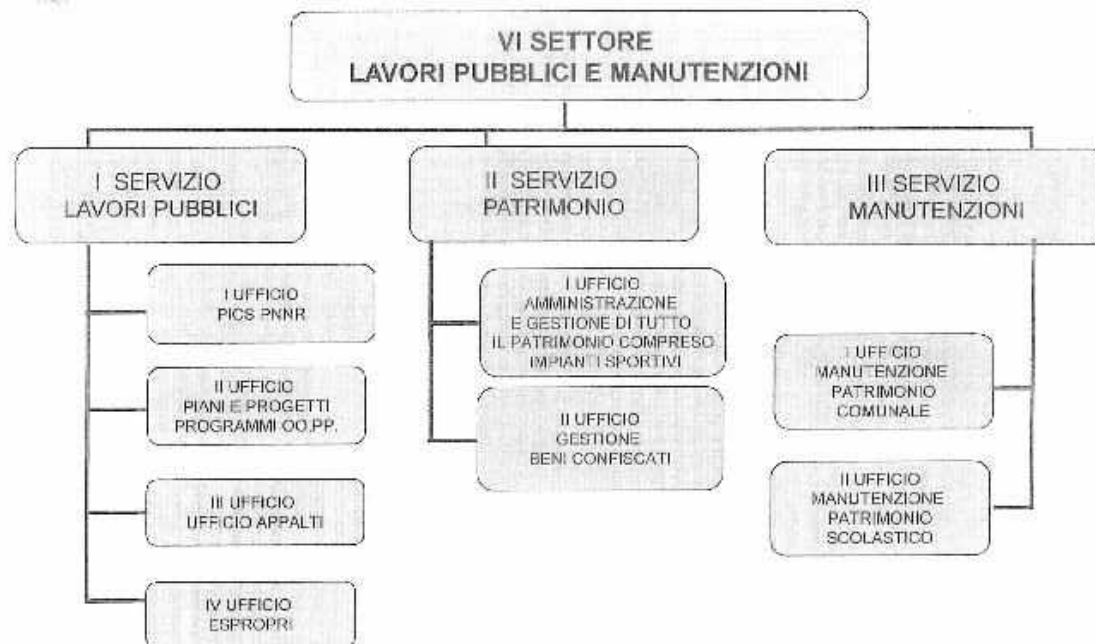 VI SETTORE
LAVORI PUBBLICI E MANUTENZIONI
I SERVIZIO
LAVORI PUBBLICI
I UFFICIO
PICS PNNR
II UFFICIO
PIANI E PROGETTI
PROGRAMMI OO.PP.
III UFFICIO
UFFICIO APPALTI
IV UFFICIO
ESPROPRI
II SERVIZIO
PATRIMONIO
I UFFICIO
AMMINISTRAZIONE
E GESTIONE DI TUTTO
IL PATRIMONIO COMPRESO
IMPIANTI SPORTIVI
II UFFICIO
GESTIONE
BENI CONFISCATI
III SERVIZIO
MANUTENZIONI
I UFFICIO
MANUTENZIONE
PATRIMONIO
COMUNALE
II UFFICIO
MANUTENZIONE
PATRIMONIO
SCOLASTICO